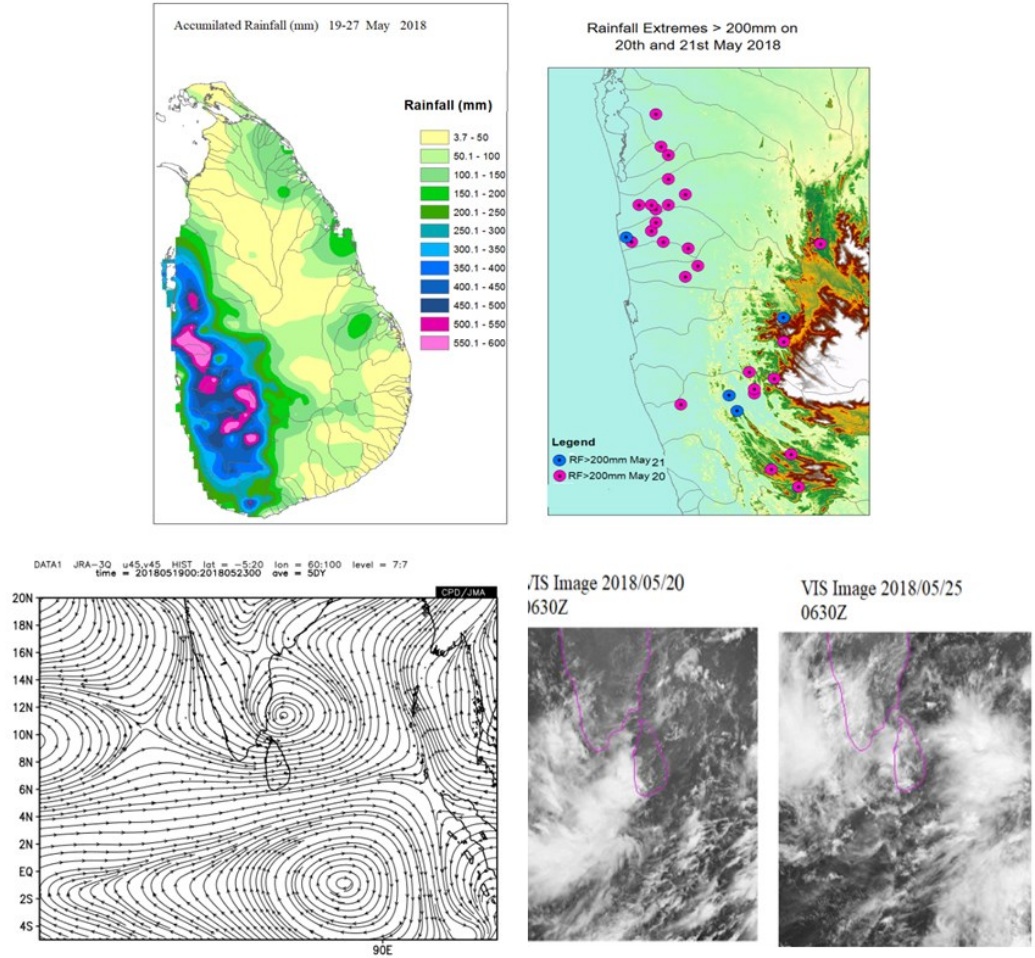 Accumilated Rainfall (mm) 19-27 May 2018
Rainfall (mm)
3.7 - 50
50.1 - 100
100.1 - 150
150.1 - 200
200.1 - 250
250.1 - 300
300.1 - 350
350.1 - 400
400.1 - 450
450.1 - 500
500.1 - 550
550.1 - 600
Rainfall Extremes > 200mm on
20th and 21st May 2018
Legend
RF>200mm May 21
RF>200mm May 20
DATA1 JRA-3Q u45,v45 HIST lat = -5:20 lon = 60:100 level = 7:7
time = 2018051900:2018052300 ave = 5DY
CPD/JMA
20N
18N
16N
14N
12N
10N
8N
6N
4N
2N
EQ
2S
4S
90E
VIS Image 2018/05/20
0630Z
VIS Image 2018/05/25
0630Z